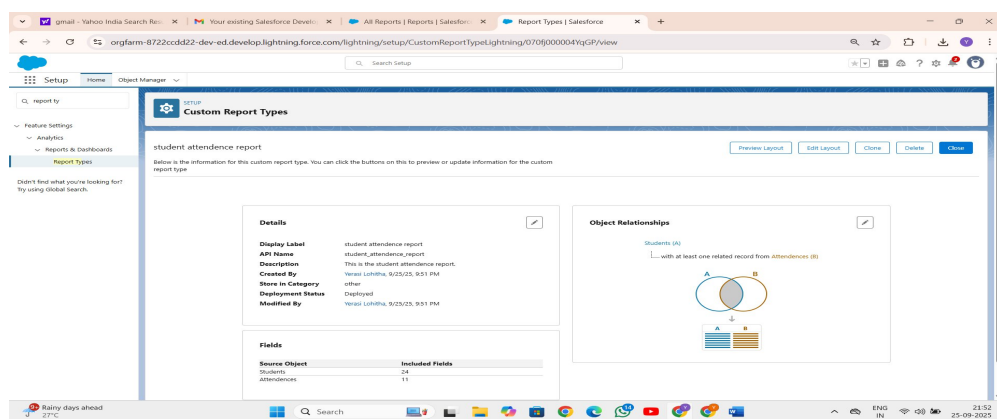 gmail - Yahoo India Search Resu
Your existing Salesforce Develop
All Reports | Reports | Salesforce
Report Types | Salesforce
orgfarm-8722ccdd22-dev-ed.develop.lightning.force.com/lightning/setup/CustomReportTypeLightning/070fj000004YqGP/view
Search Setup
Setup
Home
Object Manager
report ty
SETUP
Custom Report Types
Feature Settings
Analytics
Reports & Dashboards
Report Types
Didn't find what you're looking for?
Try using Global Search.
student attendence report
Preview Layout
Edit Layout
Clone
Delete
Close
Below is the information for this custom report type. You can click the buttons on this to preview or update information for the custom
report type
Details
Display Label student attendence report
API Name student_attendence_report
Description This is the student attendence report.
Created By Yerasi Lohitha, 9/25/25, 9:51 PM
Store in Category other
Deployment Status Deployed
Modified By Yerasi Lohitha, 9/25/25, 9:51 PM
Object Relationships
Students (A)
with at least one related record from Attendences (B)
A B
A B
Fields
Source Object Included Fields
Students 24
Attendences 11
Rainy days ahead
27°C
Search
ENG
IN
21:52
25-09-2025